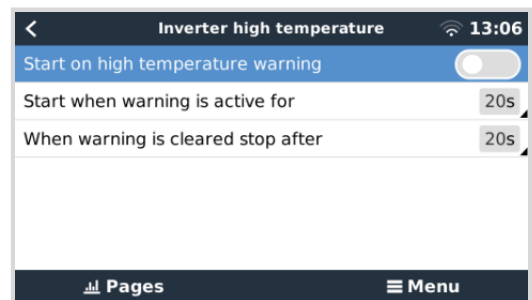 Inverter high temperature 13:06
Start on high temperature warning
Start when warning is active for 20s
When warning is cleared stop after 20s
Pages Menu